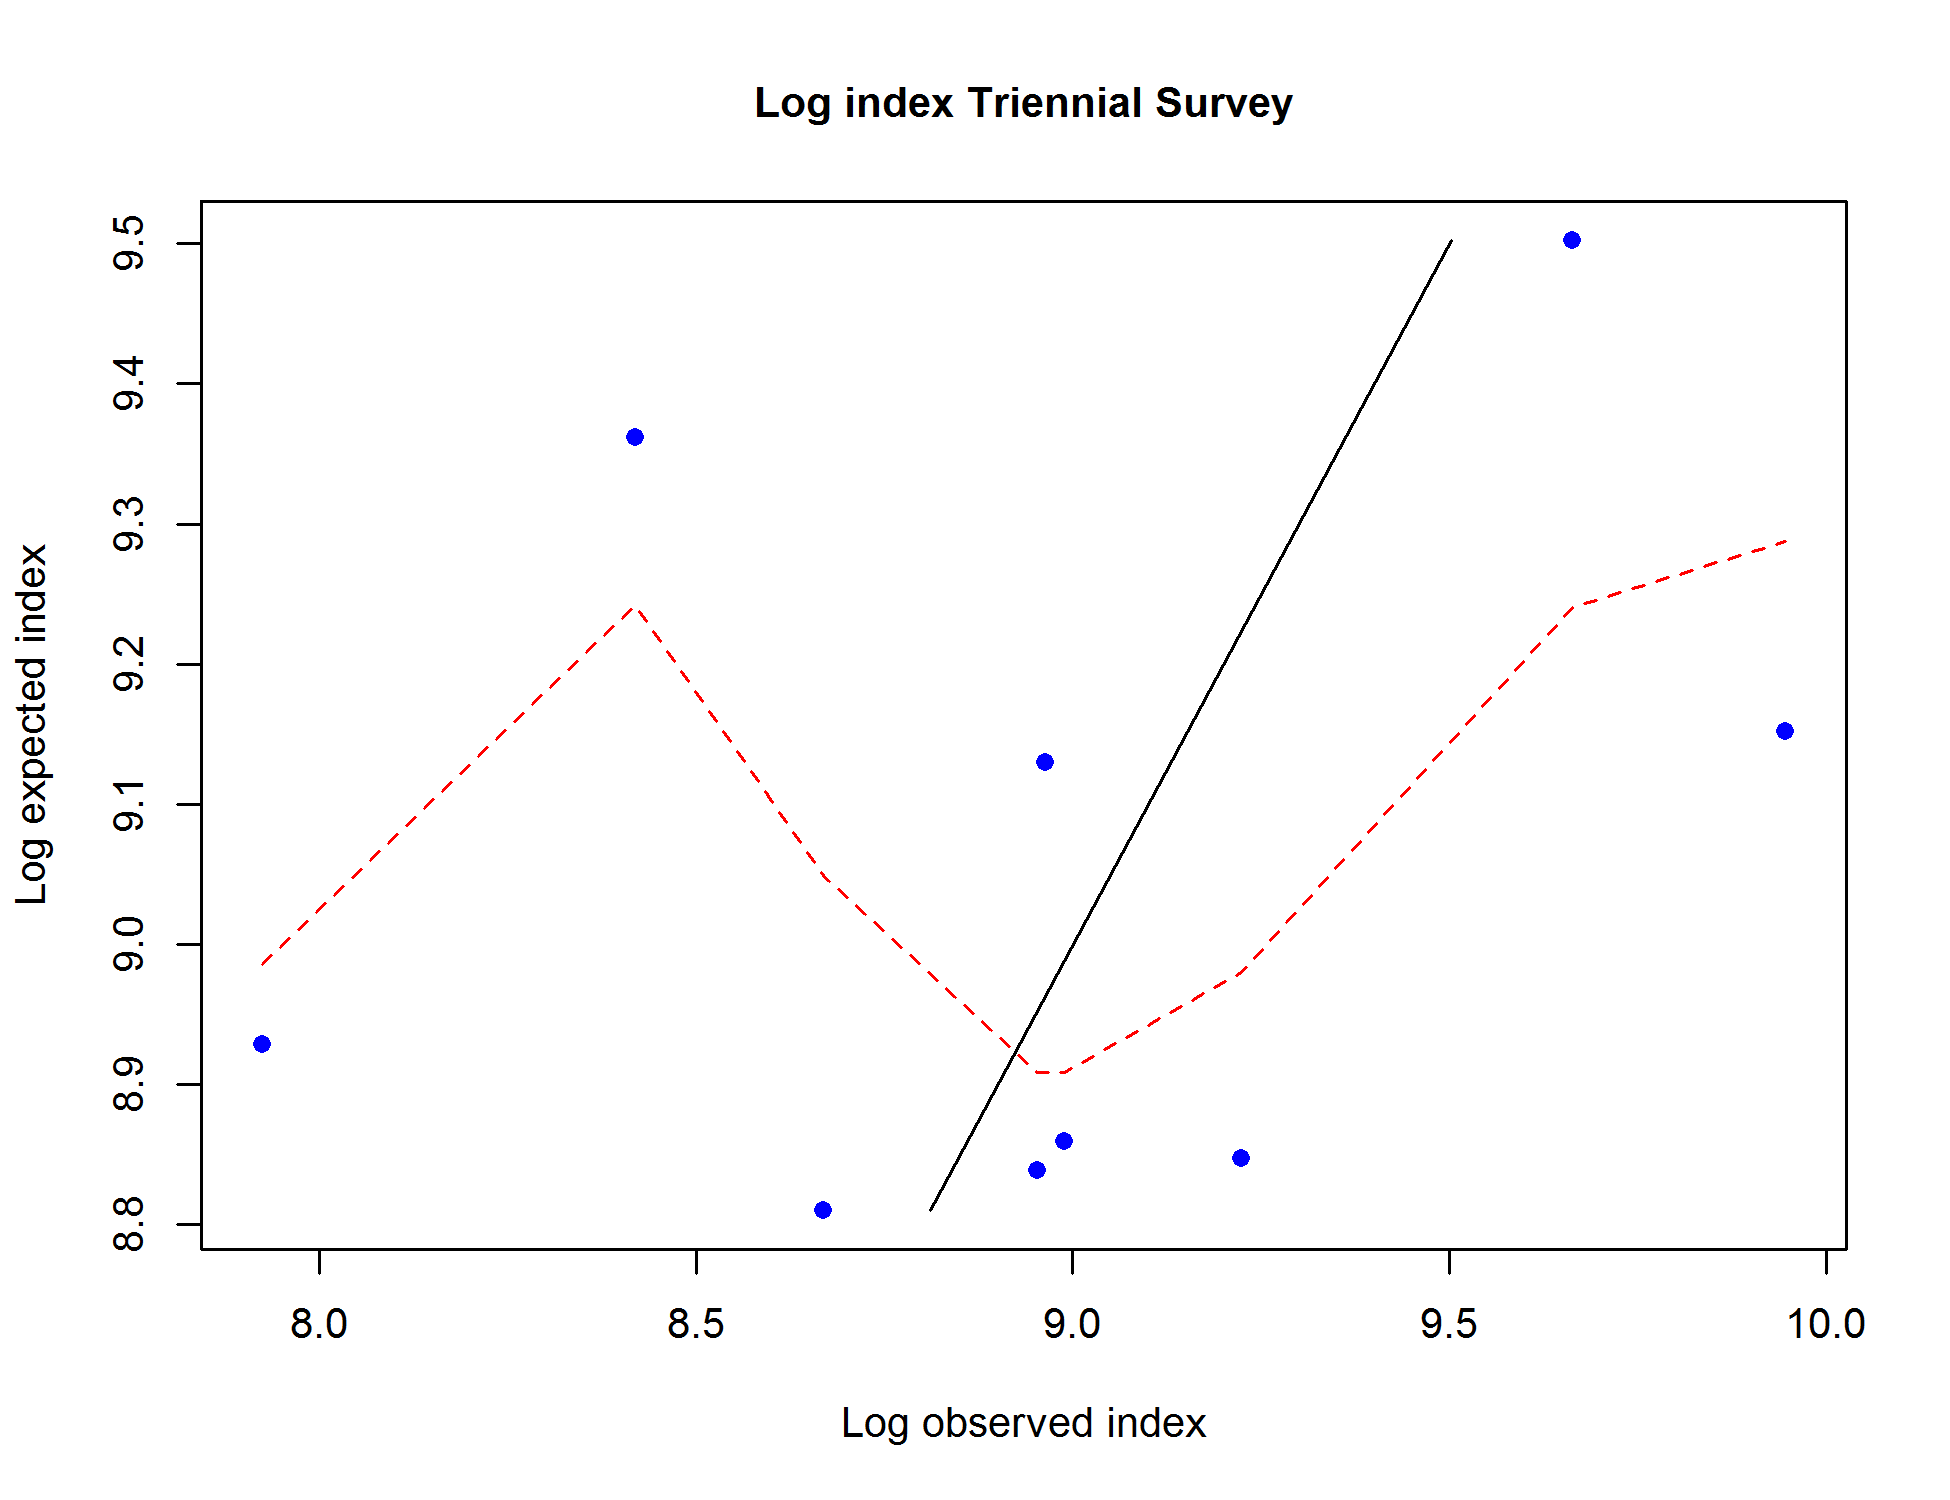 Log index Triennial Survey
Log expected index
9.5
9.4
9.3
9.2
9.1
9.0
8.9
8.8
8.0 8.5 9.0 9.5 10.0
Log observed index